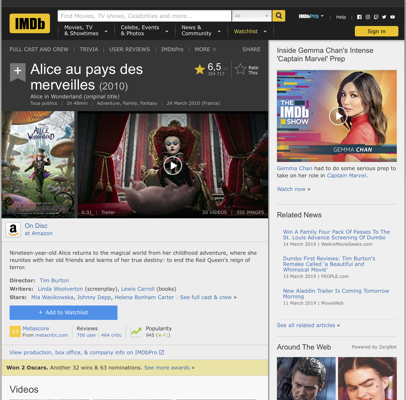 IMDb
Find Movies, TV shows, Celebrities and more...
All
IMDbPro
Help
Movies, TV & Showtimes
Celebs, Events & Photos
News & Community
Watchlist
Sign in
FULL CAST AND CREW | TRIVIA | USER REVIEWS | IMDbPro | MORE
SHARE
Alice au pays des
merveilles (2010)
Alice in Wonderland (original title)
Tous publics | 1h 48min | Adventure, Family, Fantasy | 24 March 2010 (France)
6,5
Rate This
0:31 | Trailer
20 VIDEOS | 355 IMAGES
On Disc
at Amazon
Nineteen-year-old Alice returns to the magical world from her childhood adventure, where she
reunites with her old friends and learns of her true destiny: to end the Red Queen's reign of
terror.
Director: Tim Burton
Writers: Linda Woolverton (screenplay), Lewis Carroll (books)
Stars: Mia Wasikowska, Johnny Depp, Helena Bonham Carter | See full cast & crew »
+ Add to Watchlist
Metascore
From metacritic.com
Reviews
756 user | 464 critic
Popularity
945
View production, box office, & company info on IMDbPro
Won 2 Oscars. Another 32 wins & 63 nominations. See more awards »
Videos
Inside Gemma Chan's Intense
'Captain Marvel' Prep
THE
IMDb
SHOW
GEMMA CHAN
Gemma Chan had to do some serious prep
to take on her role in Captain Marvel.
Watch now »
Related News
Win A Family Four Pack Of Passes To The
St. Louis Advance Screening Of Dumbo
14 March 2019 | WeAreMovieGeeks.com
Dumbo First Reviews: Tim Burton's
Remake Called 'a Beautiful and
Whimsical Movie'
13 March 2019 | PEOPLE.com
New Aladdin Trailer Is Coming Tomorrow
Morning
11 March 2019 | MovieWeb
See all related articles »
Around The Web
Powered by ZergNet